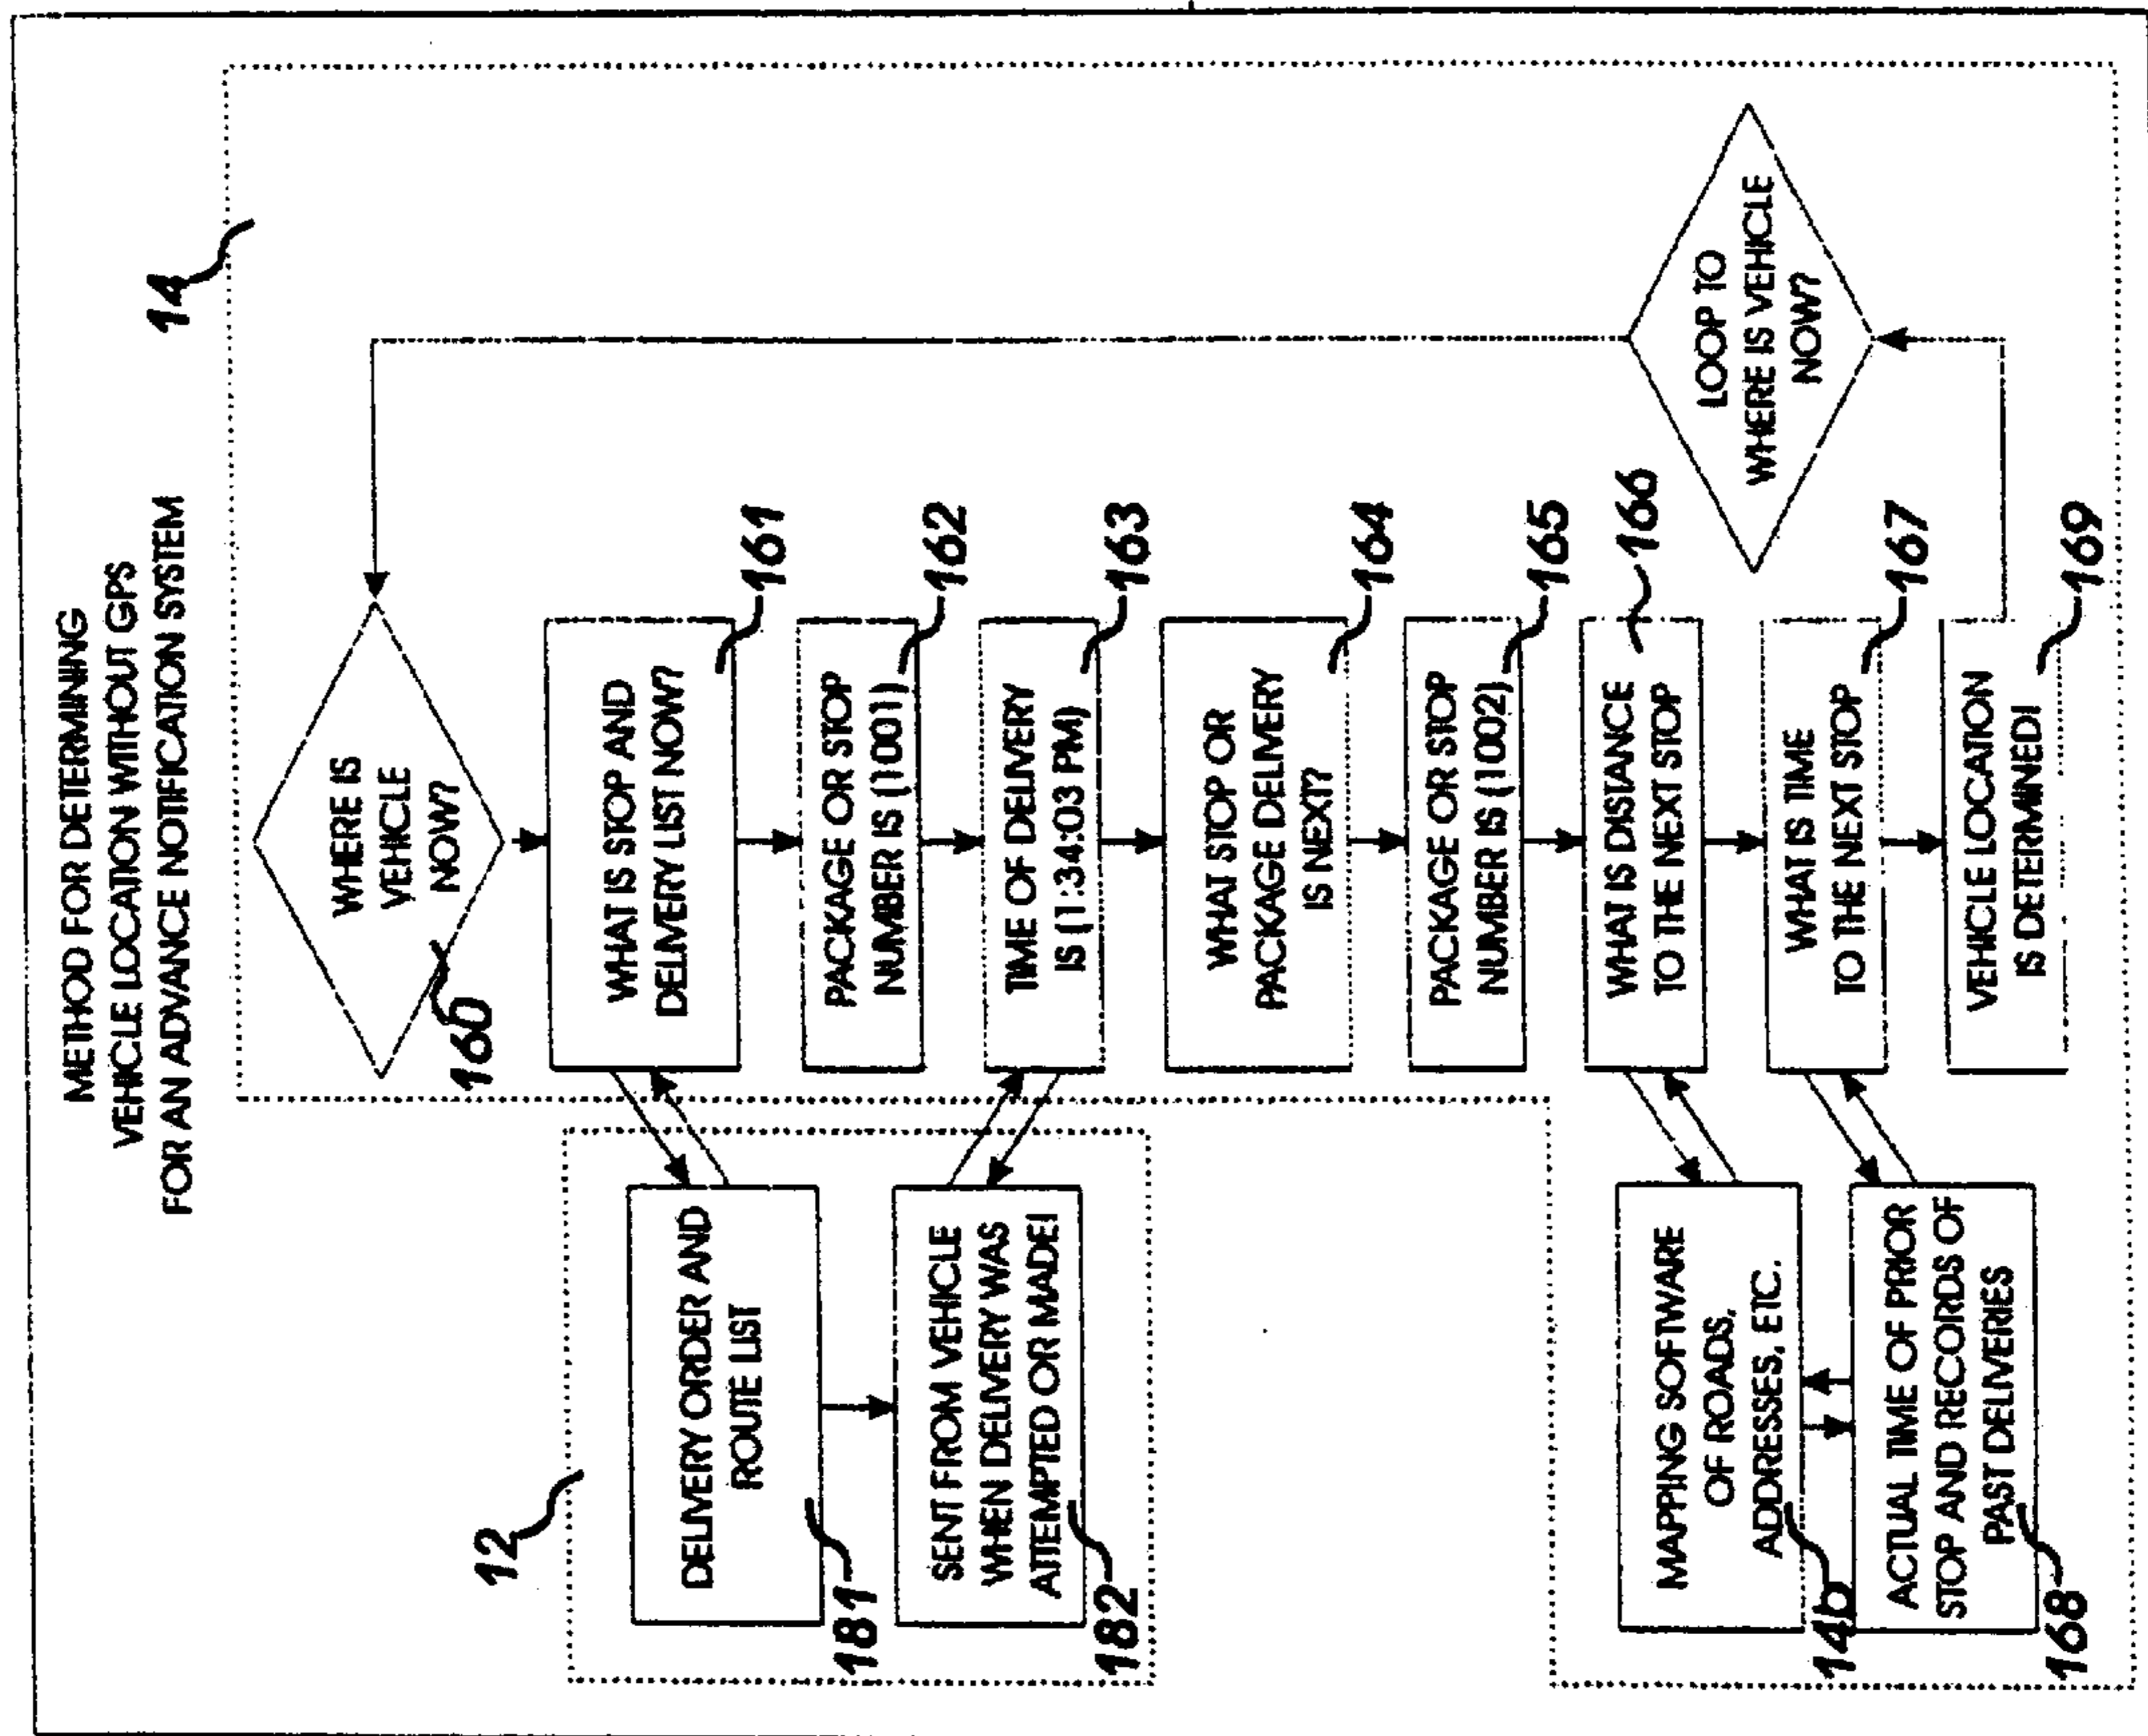 METHOD FOR DETERMINING
VEHICLE LOCATION WITHOUT GPS
FOR AN ADVANCE NOTIFICATION SYSTEM
14
WHERE IS
VEHICLE
NOW?
160
WHAT IS STOP AND
DELIVERY LIST NOW?
161
PACKAGE OR STOP
NUMBER IS (1001)
162
TIME OF DELIVERY
IS (1:34:03 PM)
163
WHAT STOP OR
PACKAGE DELIVERY
IS NEXT?
164
PACKAGE OR STOP
NUMBER IS (1002)
165
WHAT IS DISTANCE
TO THE NEXT STOP
166
WHAT IS TIME
TO THE NEXT STOP
167
VEHICLE LOCATION
IS DETERMINED!
169
LOOP TO
WHERE IS VEHICLE
NOW?
12
DELIVERY ORDER AND
ROUTE LIST
181
SENT FROM VEHICLE
WHEN DELIVERY WAS
ATTEMPTED OR MADE!
182
MAPPING SOFTWARE
OF ROADS,
ADDRESSES, ETC.
14b
ACTUAL TIME OF PRIOR
STOP AND RECORDS OF
PAST DELIVERIES
168